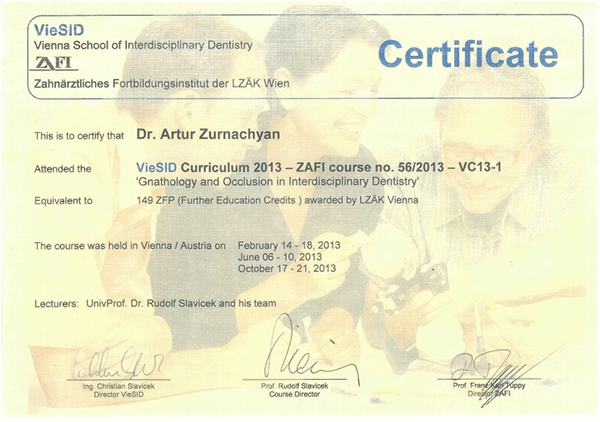 VieSID
Vienna School of Interdisciplinary Dentistry
ZAFI
Zahnärztliches Fortbildungsinstitut der LZÄK Wien
Certificate
This is to certify that Dr. Artur Zurnachyan
Attended the VieSID Curriculum 2013 – ZAFI course no. 56/2013 – VC13-1
'Gnathology and Occlusion in Interdisciplinary Dentistry'
Equivalent to 149 ZFP (Further Education Credits ) awarded by LZÄK Vienna
The course was held in Vienna / Austria on February 14 - 18, 2013
June 06 - 10, 2013
October 17 - 21, 2013
Lecturers: UnivProf. Dr. Rudolf Slavicek and his team
Ing. Christian Slavicek
Director VieSID
Prof. Rudolf Slavicek
Course Director
Prof. Franz Karl Tuppy
Director ZAFI